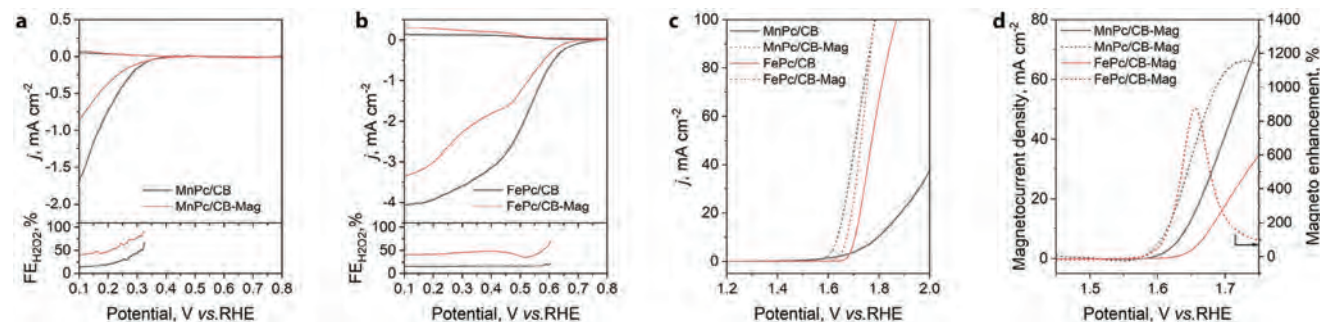 a
j, mA cm-2
0.0
-0.5
-1.0
-1.5
-2.0
MnPc/CB
MnPc/CB-Mag
FEH2O2, %
100
50
0
0.1 0.2 0.3 0.4 0.5 0.6 0.7 0.8
Potential, V vs.RHE
b
j, mA cm-2
0
-1
-2
-3
-4
FePc/CB
FePc/CB-Mag
FEH2O2, %
100
50
0
0.1 0.2 0.3 0.4 0.5 0.6 0.7 0.8
Potential, V vs.RHE
c
j, mA cm-2
100
80
60
40
20
0
MnPc/CB
MnPc/CB-Mag
FePc/CB
FePc/CB-Mag
1.2 1.4 1.6 1.8 2.0
Potential, V vs.RHE
d
Magnetocurrent density, mA cm-2
80
60
40
20
0
MnPc/CB-Mag
MnPc/CB-Mag
FePc/CB-Mag
FePc/CB-Mag
1400
1200
1000
800
600
400
200
0
Magneto enhancement, %
1.5 1.6 1.7
Potential, V vs.RHE